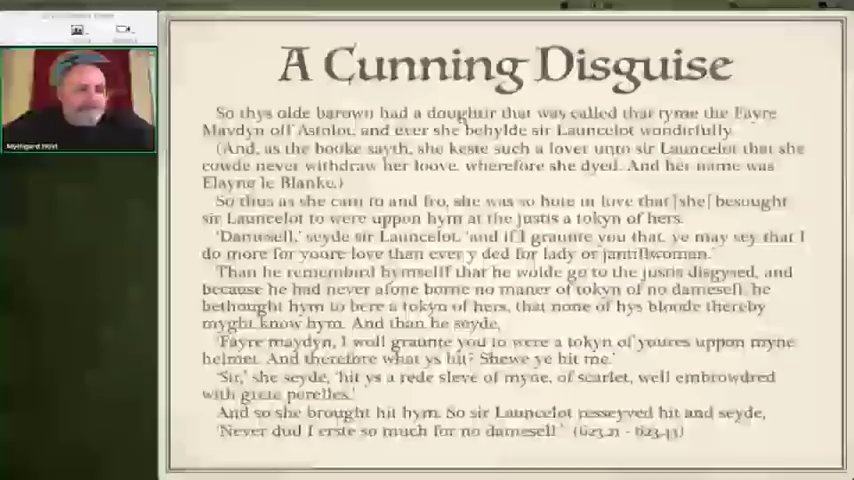 A Cunning Disguise
Mythgard Host
So thys olde barown had a doughtir that was called that tyme the Fayre
Maydyn off Astolot, and ever she behylde sir Launcelot wondirfully.
(And, as the booke sayth, she keste such a love unto sir Launcelot that she
cowde never withdraw her loove, wherefore she dyed. And her name was
Elayne le Blanke.)
So thus as she cam to and fro, she was so hote in love that [she] besought
sir Launcelot to were uppon hym at the justis a tokyn of hers.
'Damesell,' seyde sir Launcelot, 'and if I graunte you that, ye may sey that I
do more for youre love than ever y ded for lady or jantillwoman.'
Than he remembird hymselff that he wolde go to the justis disgysed, and
because he had never afone borne no maner of tokyn of no damesell, he
bethought hym to bere a tokyn of hers, that none of hys bloode thereby
myght know hym. And than he seyde,
'Fayre maydyn, I woll graunte you to were a tokyn of youres uppon myne
helmet. And therefore what ys hit? Shewe ye hit me.'
'Sir,' she seyde, 'hit ys a rede sleve of myne, of scarlet, well embrowdred
with grete perelles.'
And so she brought hit hym. So sir Launcelot resseyved hit and seyde,
'Never dud I erste so much for no damesell.' (623.21 - 623.43)